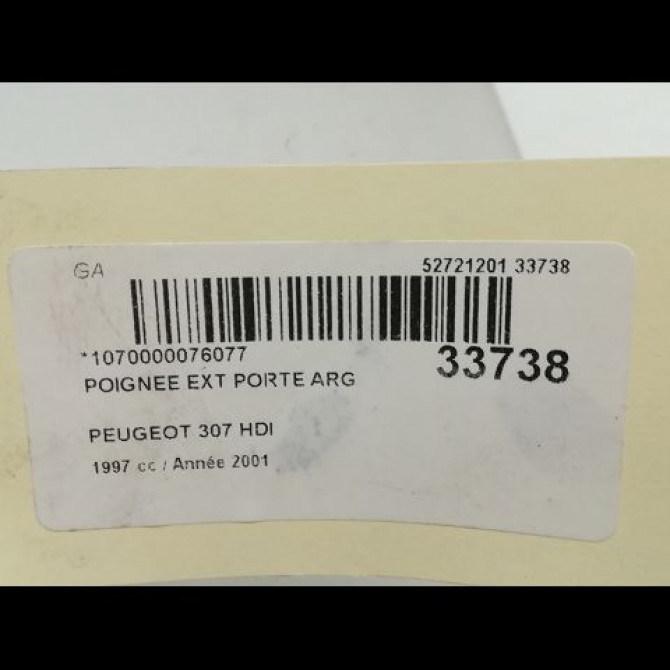 GA 52721201 33738
*1070000076077 33738
POIGNEE EXT PORTE ARG
PEUGEOT 307 HDI
1997 cc / Année 2001